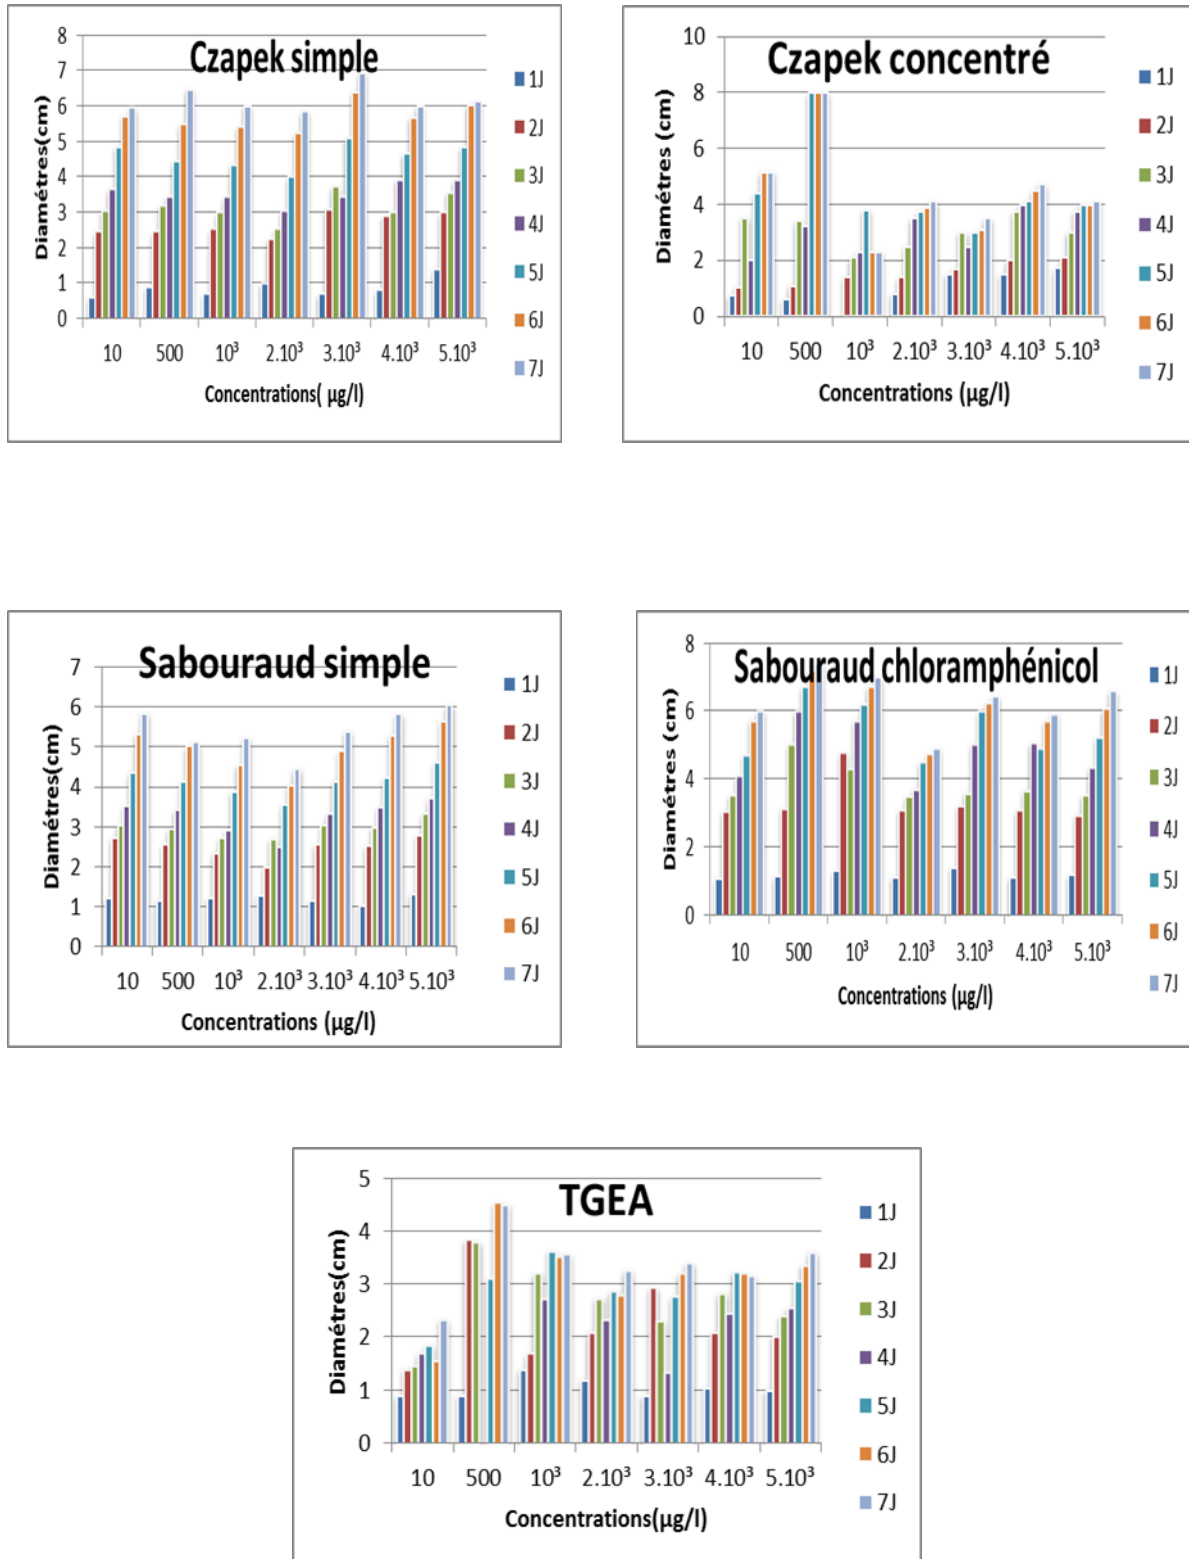 Czapek simple
8
7
6
5
4
3
2
1
0
Diamétres(cm)
10 500 10³ 2.10³ 3.10³ 4.10³ 5.10³
Concentrations( µg/l)
1J
2J
3J
4J
5J
6J
7J
Czapek concentré
10
8
6
4
2
0
Diamétres (cm)
10 500 10³ 2.10³ 3.10³ 4.10³ 5.10³
Concentrations (µg/l)
1J
2J
3J
4J
5J
6J
7J
Sabouraud simple
7
6
5
4
3
2
1
0
Diamétres(cm)
10 500 10³ 2.10³ 3.10³ 4.10³ 5.10³
Concentrations (µg/l)
1J
2J
3J
4J
5J
6J
7J
Sabouraud chloramphénicol
8
6
4
2
0
Diamétres (cm)
10 500 10³ 2.10³ 3.10³ 4.10³ 5.10³
Concentrations (µg/l)
1J
2J
3J
4J
5J
6J
7J
TGEA
5
4
3
2
1
0
Diamétres(cm)
10 500 10³ 2.10³ 3.10³ 4.10³ 5.10³
Concentrations(µg/l)
1J
2J
3J
4J
5J
6J
7J